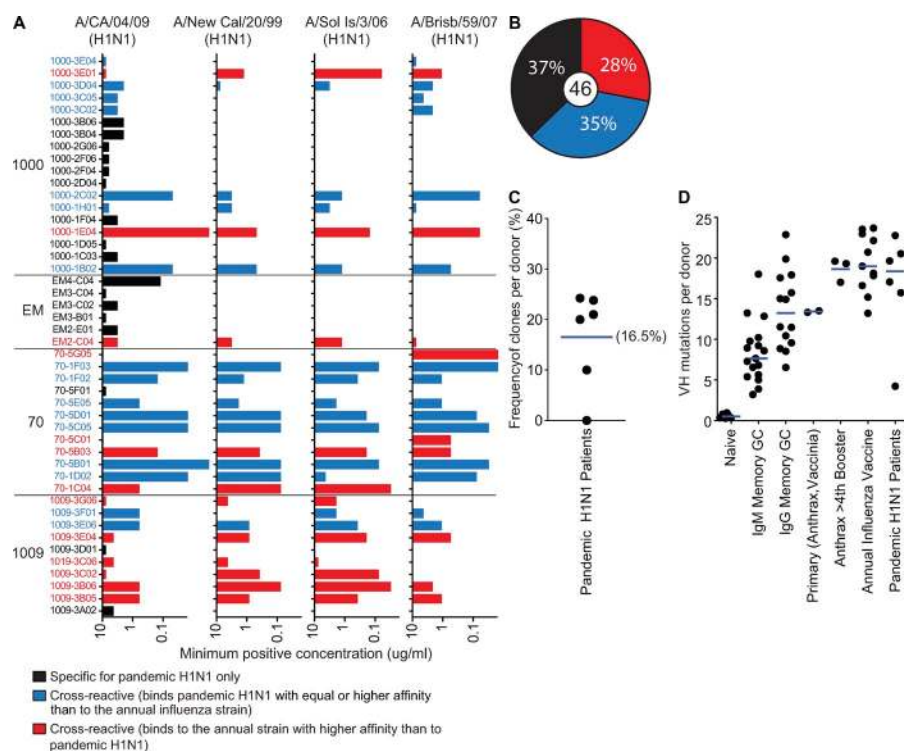 A
A/CA/04/09
(H1N1)
A/New Cal/20/99
(H1N1)
A/Sol Is/3/06
(H1N1)
A/Brisb/59/07
(H1N1)
1000
1000-3E04
1000-3E01
1000-3D04
1000-3C05
1000-3C02
1000-3B06
1000-3B04
1000-2G06
1000-2F06
1000-2F04
1000-2D04
1000-2C02
1000-1H01
1000-1F04
1000-1E04
1000-1D05
1000-1C03
1000-1B02
EM
EM4-C04
EM3-C04
EM3-C02
EM3-B01
EM2-E01
EM2-C04
70
70-5G05
70-1F03
70-1F02
70-5F01
70-5E05
70-5D01
70-5C05
70-5C01
70-5B03
70-5B01
70-1D02
70-1C04
1009
1009-3G06
1009-3F01
1009-3E06
1009-3E04
1009-3D01
1019-3C06
1009-3C02
1009-3B06
1009-3B05
1009-3A02
10 1 0.1
10 1 0.1
10 1 0.1
10 1 0.1
Minimum positive concentration (ug/ml)
Specific for pandemic H1N1 only
Cross-reactive (binds pandemic H1N1 with equal or higher affinity
than to the annual influenza strain)
Cross-reactive (binds to the annual strain with higher affinity than to
pandemic H1N1)
B
37%
28%
46
35%
C
Frequencyof clones per donor (%)
40
30
20
10
0
(16.5%)
Pandemic H1N1 Patients
D
VH mutations per donor
25
20
15
10
5
0
Naive
IgM Memory GC
IgG Memory GC
Primary (Anthrax,Vaccinia)
Anthrax >4th Booster
Annual Influenza Vaccine
Pandemic H1N1 Patients